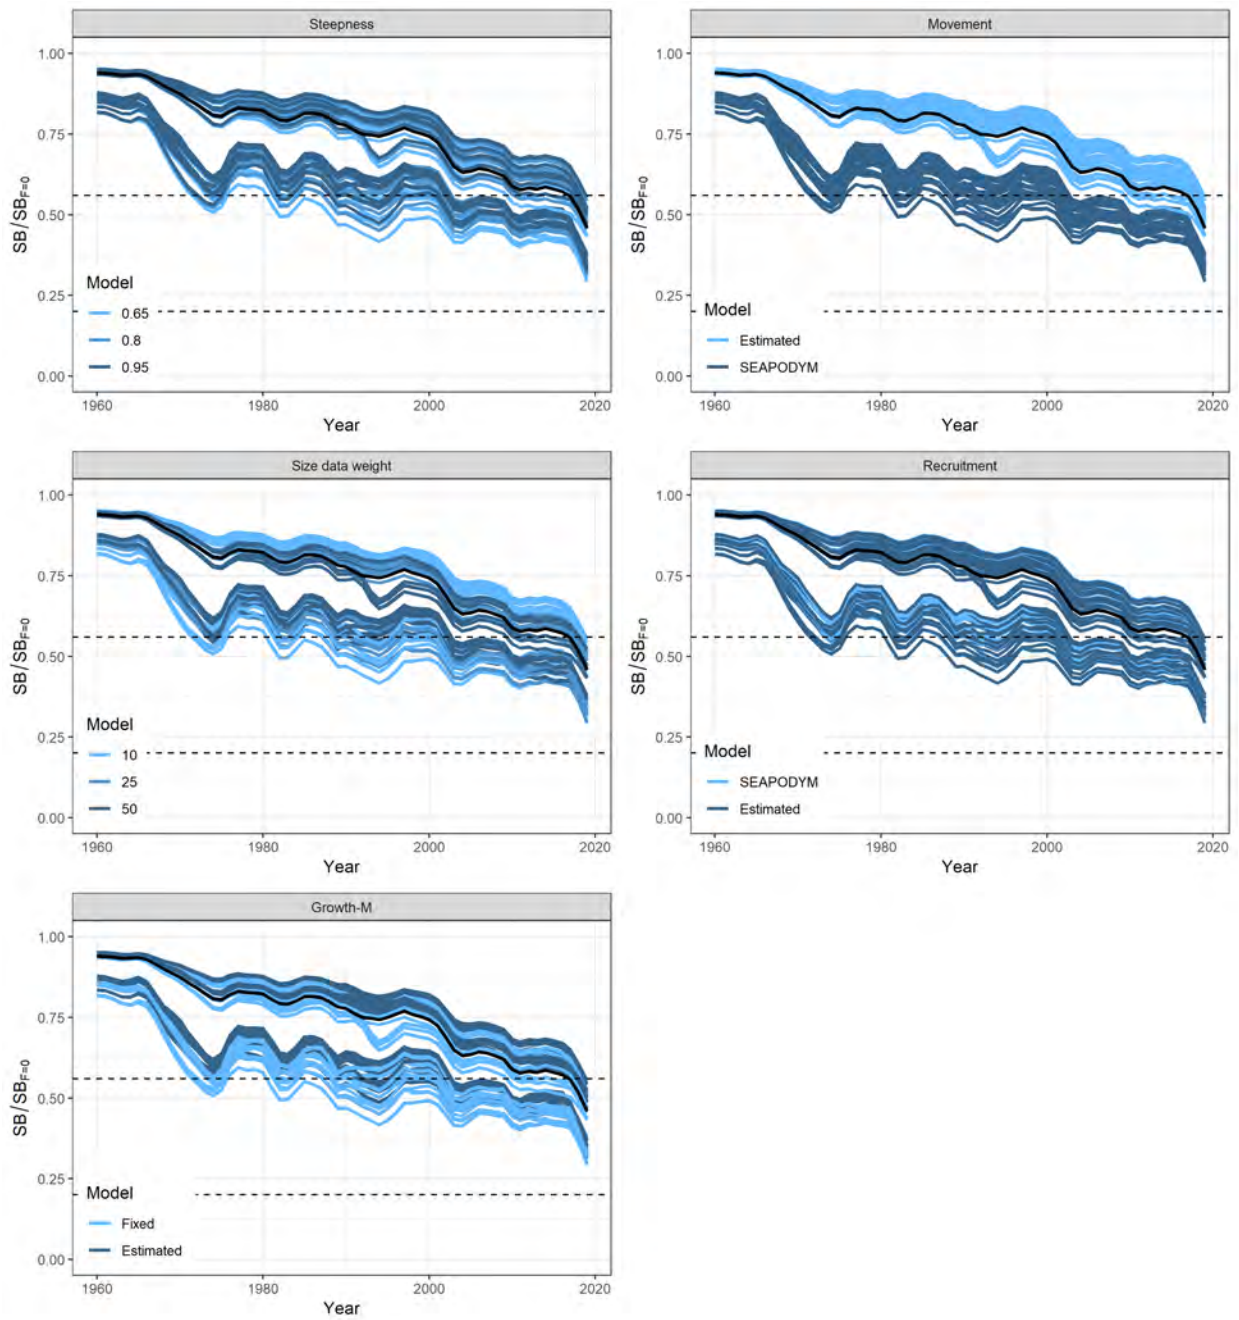 Steepness
1.00
0.75
0.50
0.25
0.00
SB/SB_F=0
Model
0.65
0.8
0.95
1960
1980
2000
2020
Year
Movement
1.00
0.75
0.50
0.25
0.00
SB/SB_F=0
Model
Estimated
SEAPODYM
1960
1980
2000
2020
Year
Size data weight
1.00
0.75
0.50
0.25
0.00
SB/SB_F=0
Model
10
25
50
1960
1980
2000
2020
Year
Recruitment
1.00
0.75
0.50
0.25
0.00
SB/SB_F=0
Model
SEAPODYM
Estimated
1960
1980
2000
2020
Year
Growth-M
1.00
0.75
0.50
0.25
0.00
SB/SB_F=0
Model
Fixed
Estimated
1960
1980
2000
2020
Year